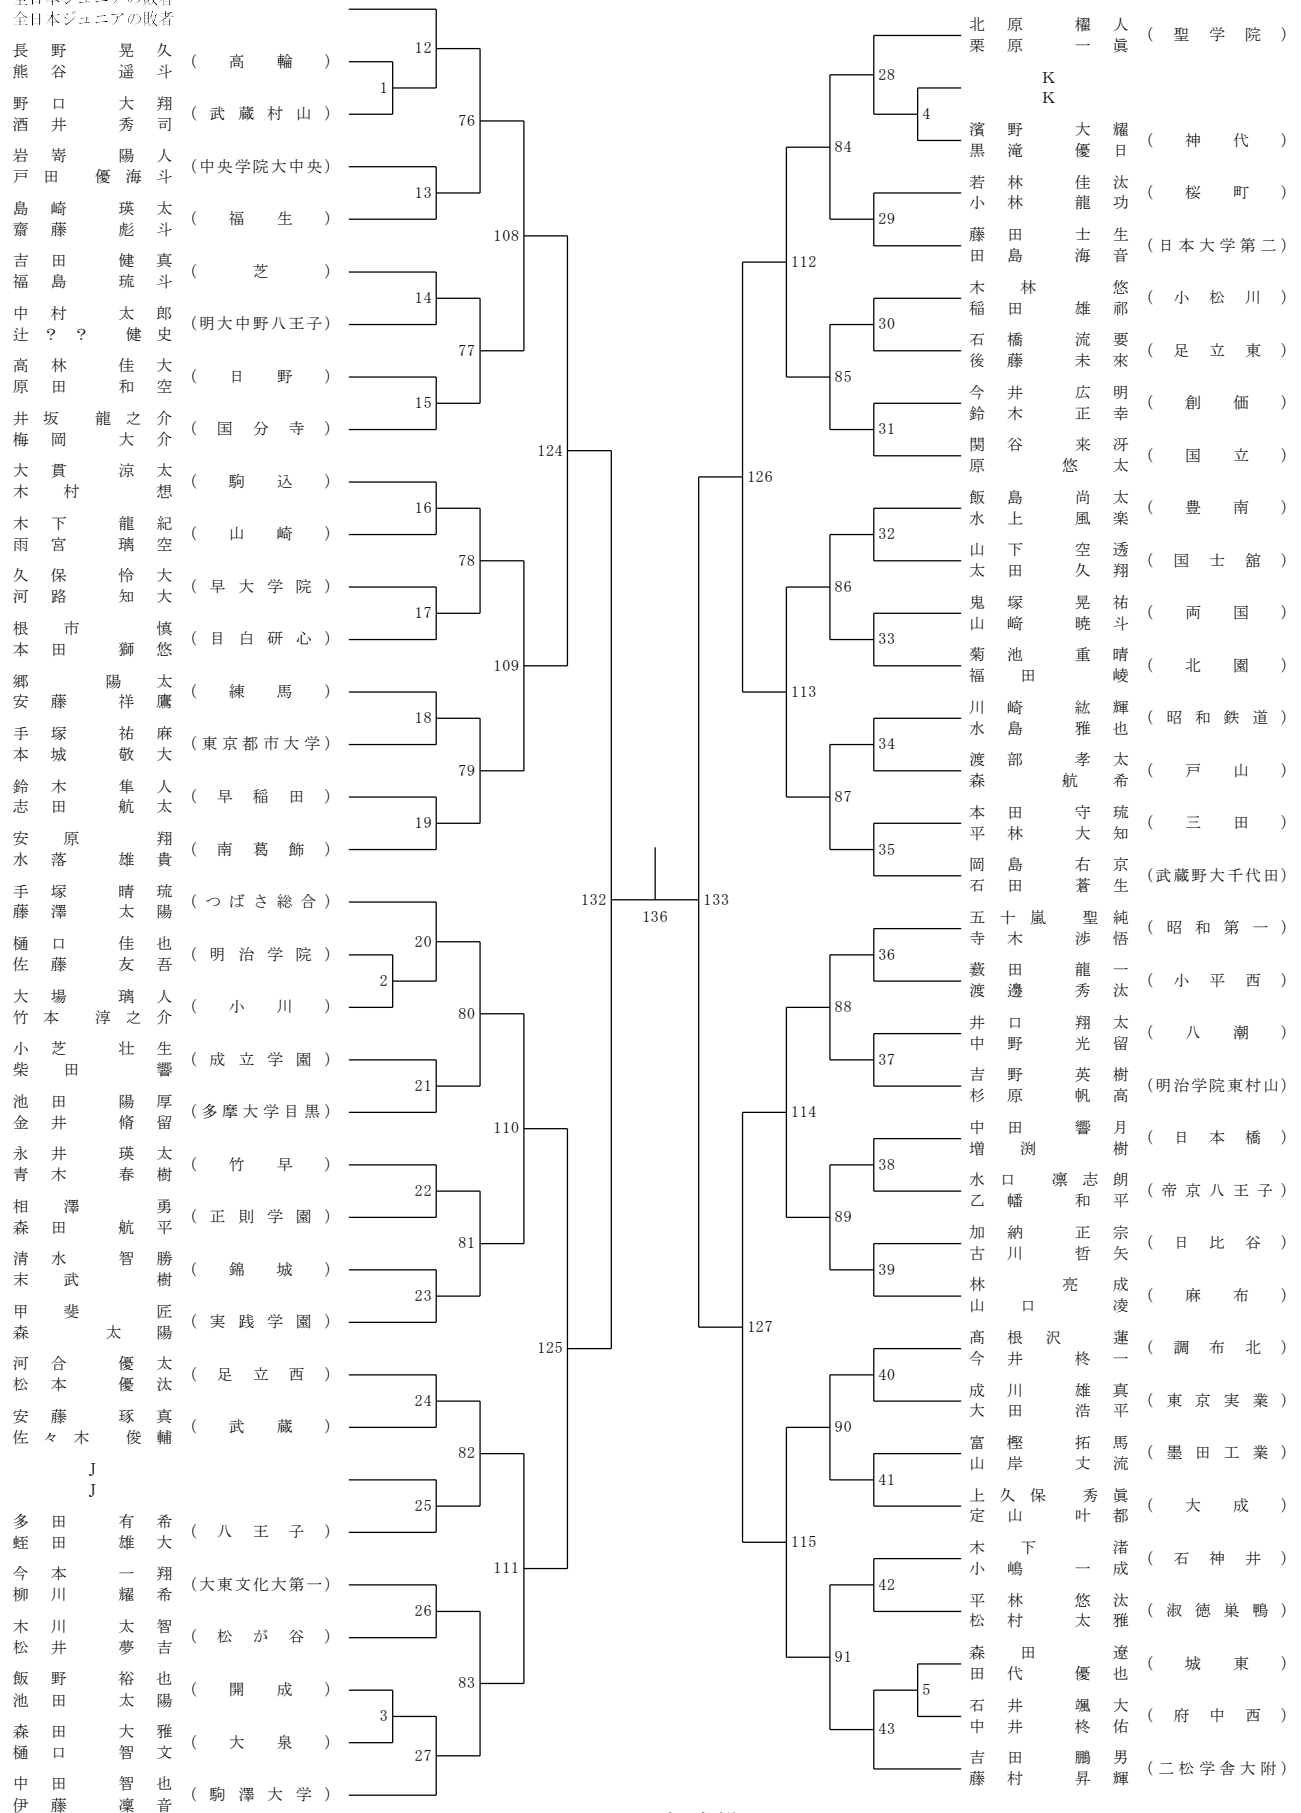 全日本ジュニアの敗者
長野 晃久
熊谷 遥斗
(高輪)
野口 大翔
酒井 秀司
(武蔵村山)
岩嵜 陽人
戸田 優海斗
(中央学院大中央)
島崎 瑛太
齋藤 彪斗
(福生)
吉田 健真
福島 琉斗
(芝)
中村 太郎
辻?? 健史
(明大中野八王子)
高林 佳大
原田 和空
(日野)
井坂 龍之介
梅岡 大介
(国分寺)
大貫 涼太
木村 想
(駒込)
木下 龍紀
雨宮 璃空
(山崎)
久保 怜大
河路 知大
(早大学院)
根市 慎
本田 獅悠
(目白研心)
郷 陽太
安藤 祥鷹
(練馬)
手塚 祐麻
本城 敬大
(東京都市大学)
鈴木 隼人
志田 航太
(早稲田)
安原 翔
水落 雄貴
(南葛飾)
手塚 晴琉
藤澤 太陽
(つばさ総合)
樋口 佳也
佐藤 友吾
(明治学院)
大場 璃人
竹本 淳之介
(小川)
小芝 壮生
柴田 響
(成立学園)
池田 陽厚
金井 脩留
(多摩大学目黒)
永井 瑛太
青木 春樹
(竹早)
相澤 勇
森田 航平
(正則学園)
清水 智勝
末武 樹
(錦城)
甲斐 匠
森 太陽
(実践学園)
河合 優太
松本 優汰
(足立西)
安藤 琢真
佐々木 俊輔
(武蔵)
J
J
多田 有希
蛭田 雄大
(八王子)
今本 一翔
柳川 耀希
(大東文化大第一)
木川 太智
松井 夢吉
(松が谷)
飯野 裕也
池田 太陽
(開成)
森田 大雅
樋口 智文
(大泉)
中田 智也
伊藤 凜音
(駒澤大学)
1
2
3
12
13
14
15
16
17
18
19
20
21
22
23
24
25
26
27
76
77
78
79
80
81
82
83
108
109
110
111
124
125
132
136
133
126
127
112
113
114
115
84
85
86
87
88
89
90
91
28
29
30
31
32
33
34
35
36
37
38
39
40
41
42
43
4
5
北原 櫂人
栗原 一眞
(聖学院)
K
K
濱野 大耀
黒滝 優日
(神代)
若林 佳汰
小林 龍功
(桜町)
藤田 士生
田島 海音
(日本大学第二)
木林 悠
稲田 雄祁
(小松川)
石橋 流要
後藤 未來
(足立東)
今井 広明
鈴木 正幸
(創価)
関谷 来冴
原 悠太
(国立)
飯島 尚太
水上 風楽
(豊南)
山下 空透
太田 久翔
(国士舘)
鬼塚 晃祐
山﨑 暁斗
(両国)
菊池 重晴
福田 崚
(北園)
川崎 紘輝
水島 雅也
(昭和鉄道)
渡部 孝太
森 航希
(戸山)
本田 守琉
平林 大知
(三田)
岡島 右京
石田 蒼生
(武蔵野大千代田)
五十嵐 聖純
寺木 渉悟
(昭和第一)
薮田 龍一
渡邊 秀汰
(小平西)
井口 翔太
中野 光留
(八潮)
吉野 英樹
杉原 帆高
(明治学院東村山)
中田 響月
増渕 樹
(日本橋)
水口 凛志朗
乙幡 和平
(帝京八王子)
加納 正宗
古川 哲矢
(日比谷)
林 亮成
山口 凌
(麻布)
髙根沢 蓮
今井 柊一
(調布北)
成川 雄真
大田 浩平
(東京実業)
富樫 拓馬
山岸 丈流
(墨田工業)
上久保 秀眞
定山 叶都
(大成)
木下 渚
小嶋 一成
(石神井)
平林 悠汰
松村 太雅
(淑徳巣鴨)
森田 遼
田代 優也
(城東)
石井 颯大
中井 柊佑
(府中西)
吉田 鵬男
藤村 昇輝
(二松学舎大附)